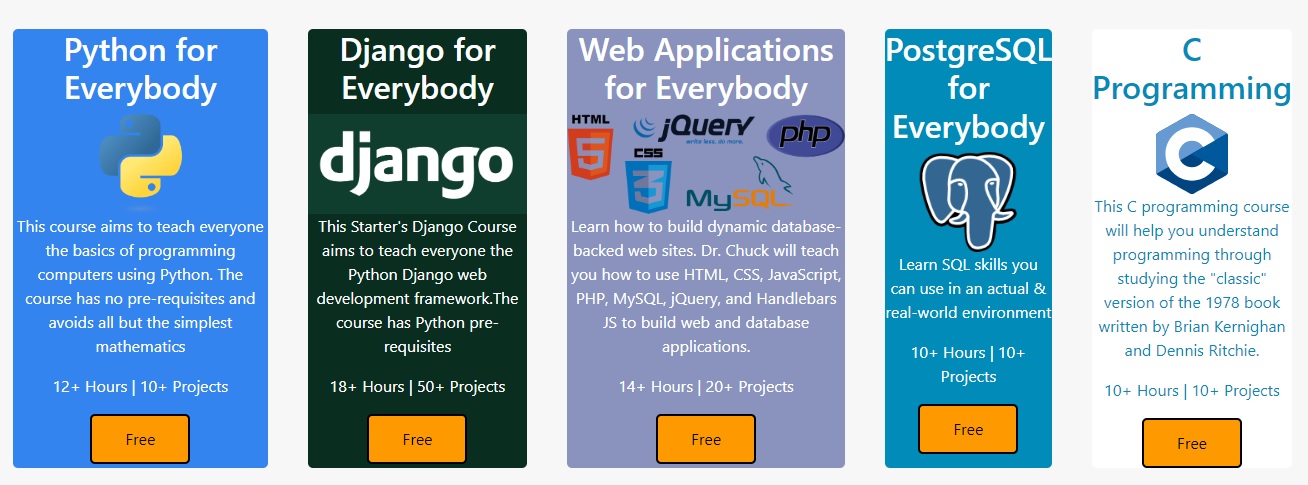 Python for
Everybody
This course aims to teach everyone
the basics of programming
computers using Python. The
course has no pre-requisites and
avoids all but the simplest
mathematics
12+ Hours | 10+ Projects
Free
Django for
Everybody
django
This Starter's Django Course
aims to teach everyone the
Python Django web
development framework.The
course has Python pre-
requisites
18+ Hours | 50+ Projects
Free
Web Applications
for Everybody
HTML
5
jQuery
write less, do more.
php
CSS
3
MySQL
Learn how to build dynamic database-
backed web sites. Dr. Chuck will teach
you how to use HTML, CSS, JavaScript,
PHP, MySQL, jQuery, and Handlebars
JS to build web and database
applications.
14+ Hours | 20+ Projects
Free
PostgreSQL
for
Everybody
Learn SQL skills you
can use in an actual &
real-world environment
10+ Hours | 10+
Projects
Free
C
Programming
C
This C programming course
will help you understand
programming through
studying the "classic"
version of the 1978 book
written by Brian Kernighan
and Dennis Ritchie.
10+ Hours | 10+ Projects
Free